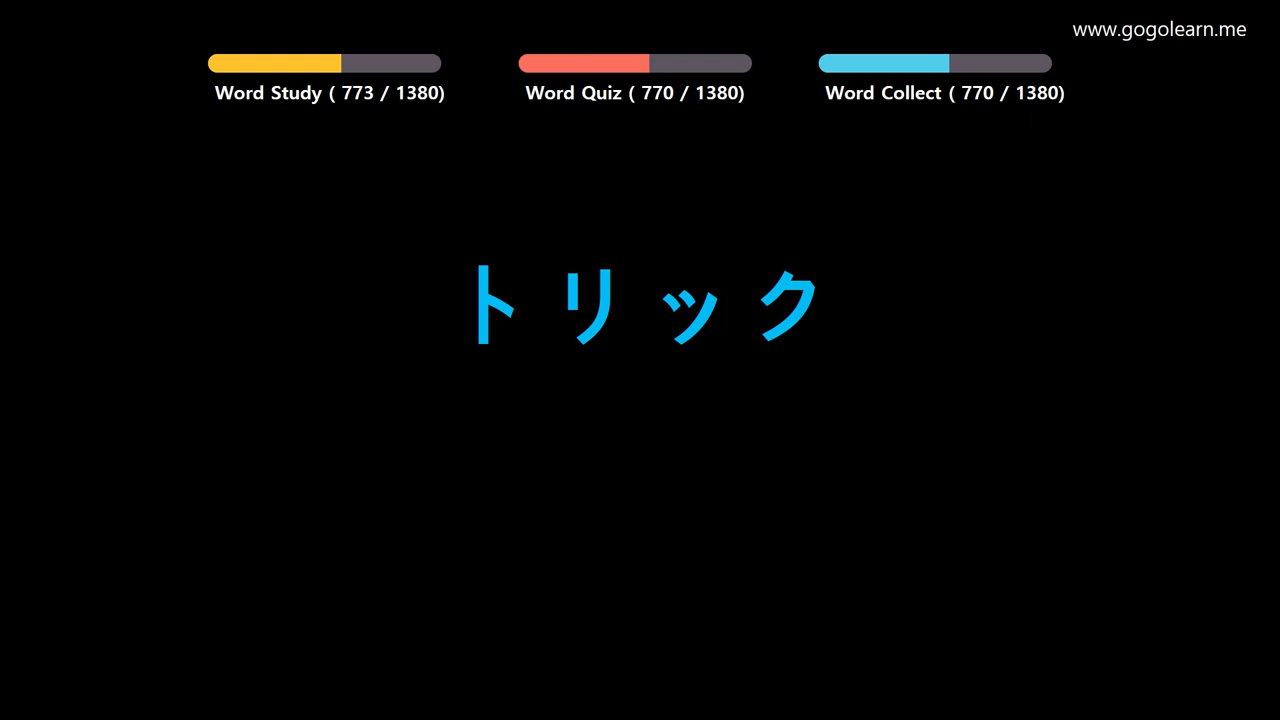 www.gogolearn.me
Word Study ( 773 / 1380)
Word Quiz ( 770 / 1380)
Word Collect ( 770 / 1380)
トリック